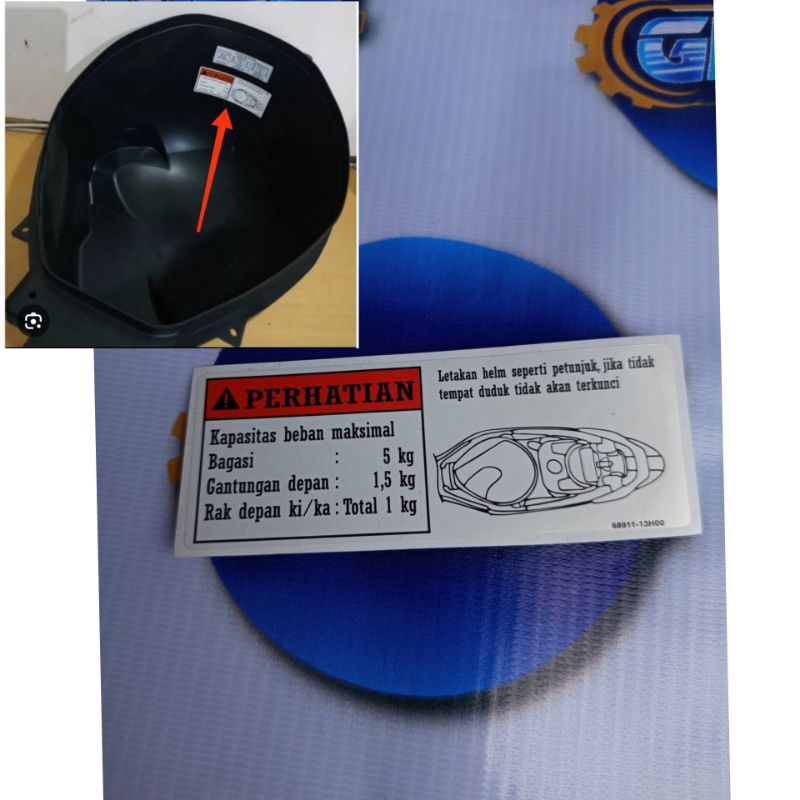 PERHATIAN
Kapasitas beban maksimal
Bagasi : 5 kg
Gantungan depan : 1,5 kg
Rak depan ki/ka : Total 1 kg
Letakan helm seperti petunjuk, jika tidak
tempat duduk tidak akan terkunci
68911-13H00